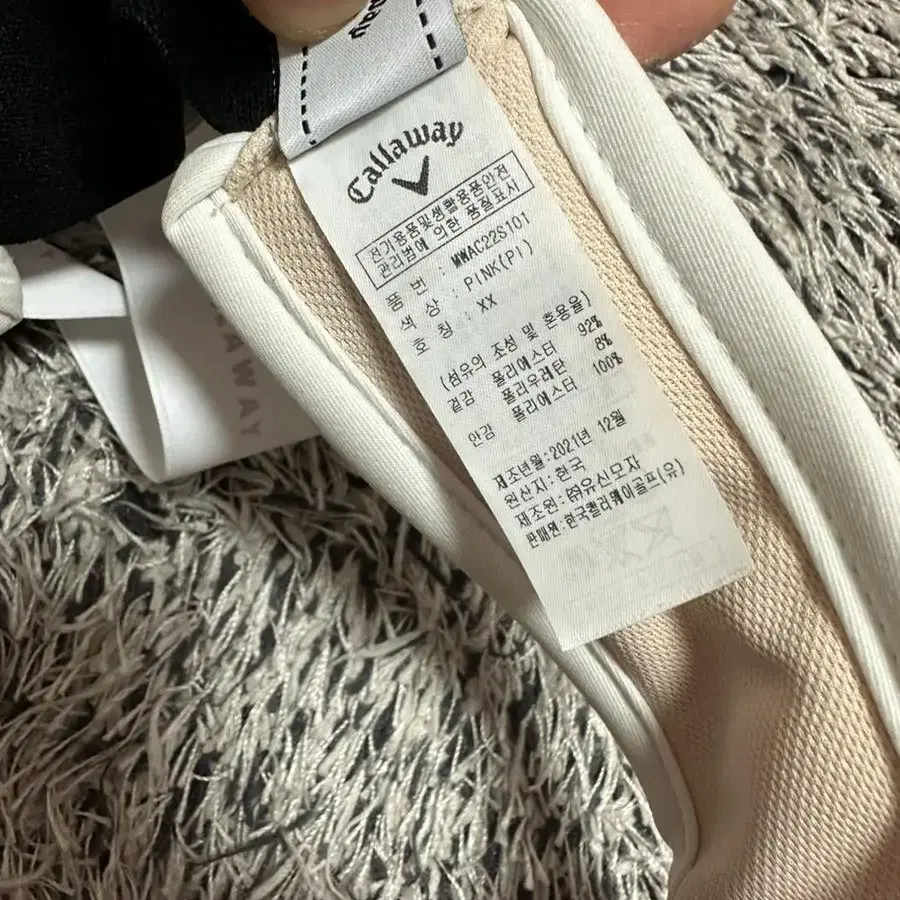 Callaway
전기용품및생활용품안전
관리법에 의한 품질표시
품 번 : MWAC22S101
색 상 : PINK(PI)
호 칭 : XX
(섬유의 조성 및 혼용율)
겉감 폴리에스터 92%
폴리우레탄 8%
안감 폴리에스터 100%
제조년월:2021년 12월
원산지: 한국
제조원: ㈜유신모자
판매원: 한국캘러웨이골프(유)
AWAY